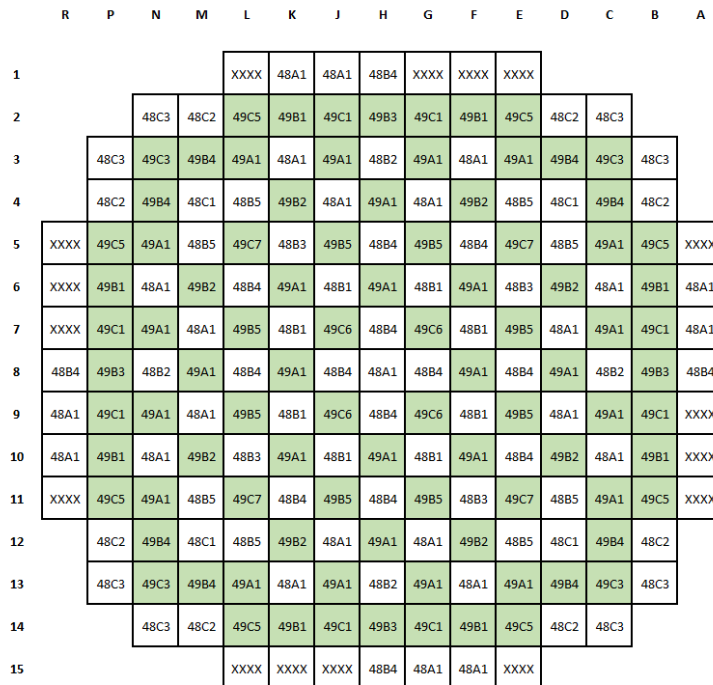 R P N M L K J H G F E D C B A
1 XXXX 48A1 48A1 48B4 XXXX XXXX XXXX
2 48C3 48C2 49C5 49B1 49C1 49B3 49C1 49B1 49C5 48C2 48C3
3 48C3 49C3 49B4 49A1 48A1 49A1 48B2 49A1 48A1 49A1 49B4 49C3 48C3
4 48C2 49B4 48C1 48B5 49B2 48A1 49A1 48A1 49B2 48B5 48C1 49B4 48C2
5 XXXX 49C5 49A1 48B5 49C7 48B3 49B5 48B4 49B5 48B4 49C7 48B5 49A1 49C5 XXXX
6 XXXX 49B1 48A1 49B2 48B4 49A1 48B1 49A1 48B1 49A1 48B3 49B2 48A1 49B1 48A1
7 XXXX 49C1 49A1 48A1 49B5 48B1 49C6 48B4 49C6 48B1 49B5 48A1 49A1 49C1 48A1
8 48B4 49B3 48B2 49A1 48B4 49A1 48B4 48A1 48B4 49A1 48B4 49A1 48B2 49B3 48B4
9 48A1 49C1 49A1 48A1 49B5 48B1 49C6 48B4 49C6 48B1 49B5 48A1 49A1 49C1 XXXX
10 48A1 49B1 48A1 49B2 48B3 49A1 48B1 49A1 48B1 49A1 48B4 49B2 48A1 49B1 XXXX
11 XXXX 49C5 49A1 48B5 49C7 48B4 49B5 48B4 49B5 48B3 49C7 48B5 49A1 49C5 XXXX
12 48C2 49B4 48C1 48B5 49B2 48A1 49A1 48A1 49B2 48B5 48C1 49B4 48C2
13 48C3 49C3 49B4 49A1 48A1 49A1 48B2 49A1 48A1 49A1 49B4 49C3 48C3
14 48C3 48C2 49C5 49B1 49C1 49B3 49C1 49B1 49C5 48C2 48C3
15 XXXX XXXX XXXX 48B4 48A1 48A1 XXXX